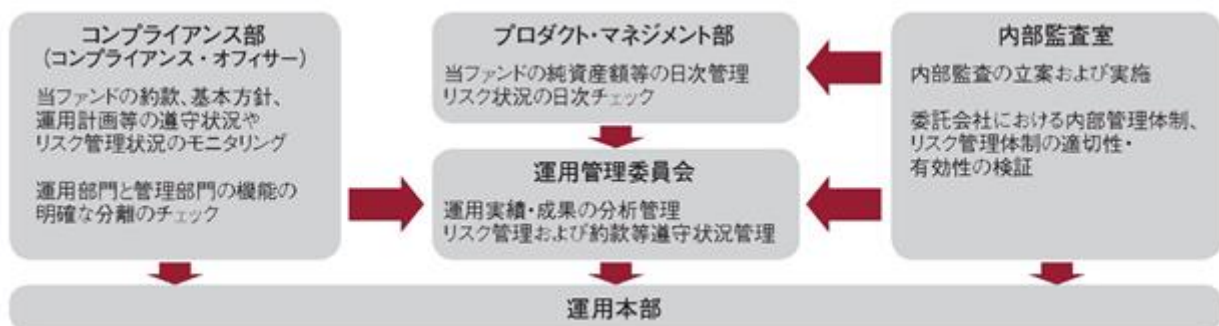 コンプライアンス部
(コンプライアンス・オフィサー)
当ファンドの約款、基本方針、
運用計画等の遵守状況や
リスク管理状況のモニタリング
運用部門と管理部門の機能の
明確な分離のチェック
プロダクト・マネジメント部
当ファンドの純資産額等の日次管理
リスク状況の日次チェック
運用管理委員会
運用実績・成果の分析管理
リスク管理および約款等遵守状況管理
内部監査室
内部監査の立案および実施
委託会社における内部管理体制、
リスク管理体制の適切性・
有効性の検証
運用本部